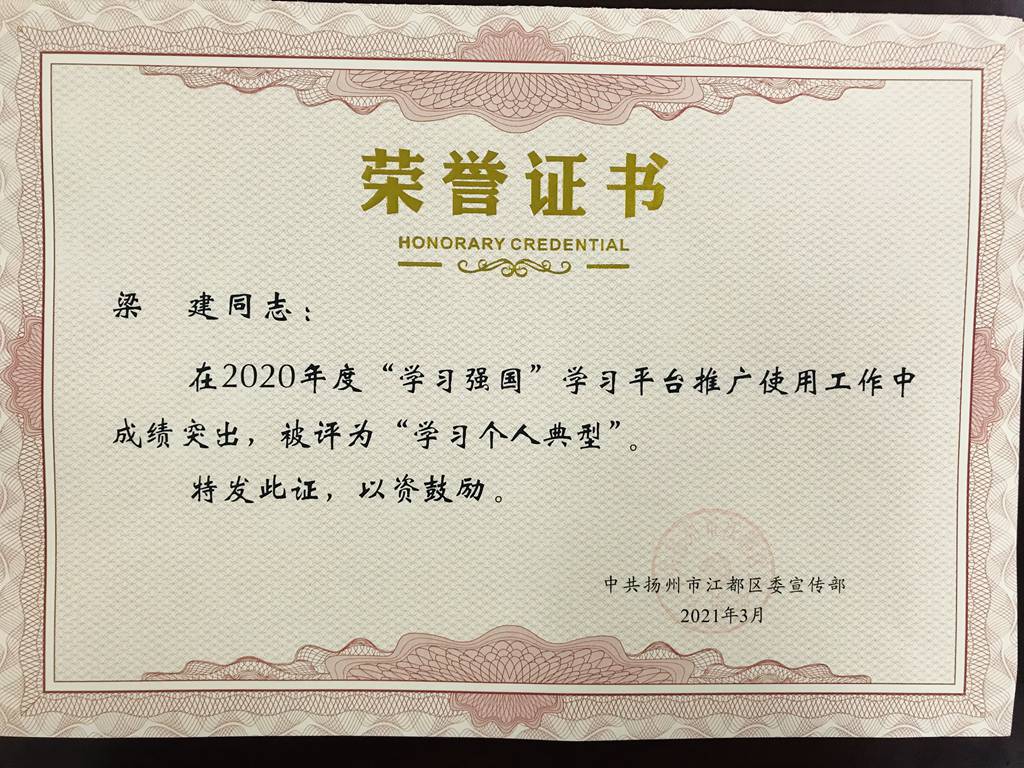 荣誉证书
HONORARY CREDENTIAL
梁 建同志：
在2020年度“学习强国”学习平台推广使用工作中
成绩突出，被评为“学习个人典型”。
特发此证，以资鼓励。
中共扬州市江都区委宣传部
2021年3月